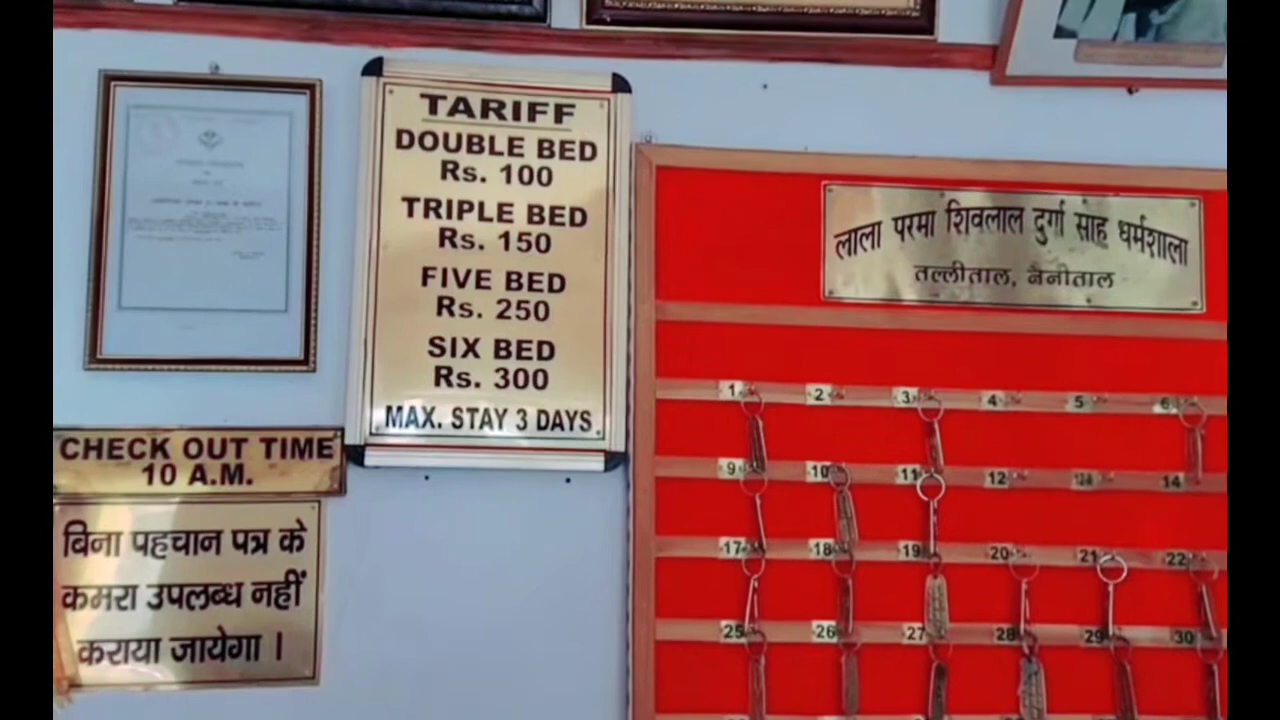 TARIFF
DOUBLE BED
Rs. 100
TRIPLE BED
Rs. 150
FIVE BED
Rs. 250
SIX BED
Rs. 300
MAX. STAY 3 DAYS
CHECK OUT TIME
10 A.M.
बिना पहचान पत्र के
कमरा उपलब्ध नहीं
कराया जायेगा ।
लाला परमा शिवलाल दुर्गा साह धर्मशाला
तल्लीताल, नैनीताल
1 2 3 4 5 6
9 10 11 12 12A 14
17 18 19 20 21 22
25 26 27 28 29 30